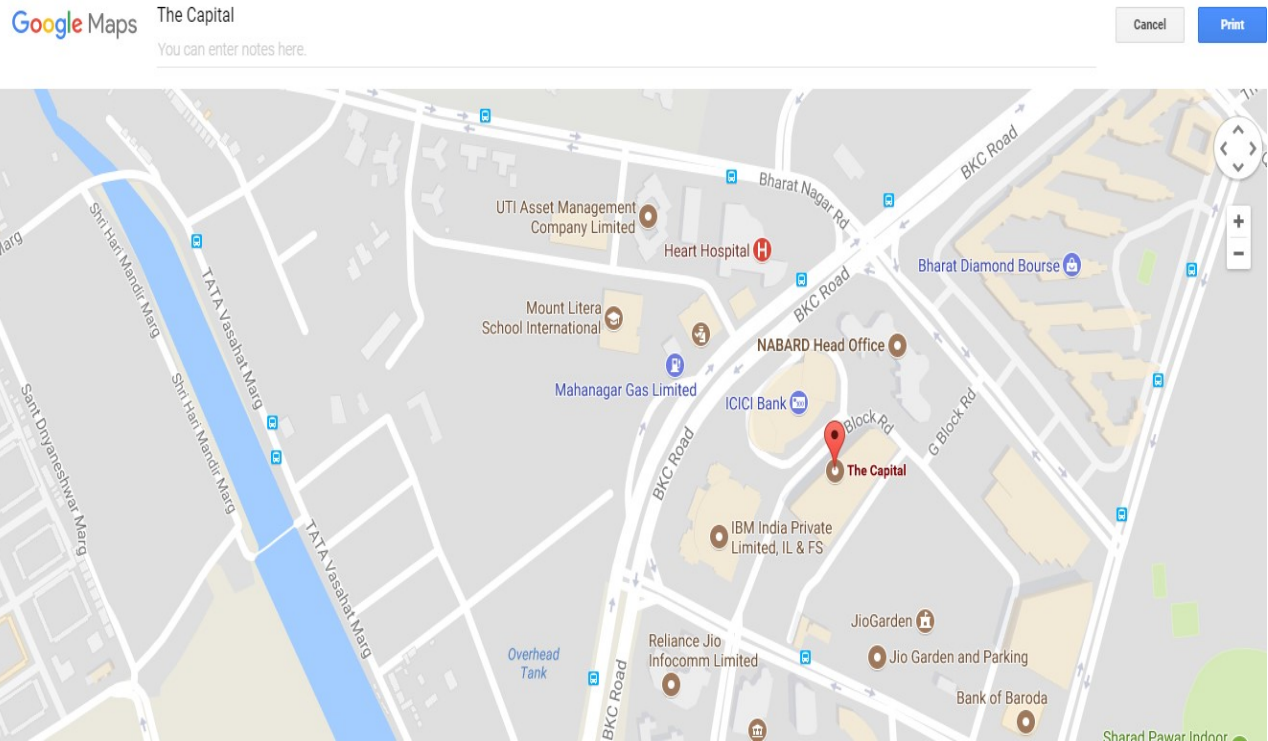 Google Maps
The Capital
You can enter notes here.
Cancel
Print
BKC Road
Bharat Nagar Rd
UTI Asset Management
Company Limited
Heart Hospital
Bharat Diamond Bourse
Shri Hari Mandir Marg
TATA Vasahat Marg
BKC Road
Mount Litera
School International
NABARD Head Office
Mahanagar Gas Limited
ICICI Bank
Block Rd
G Block Rd
Shri Hari Mandir Marg
Sant Dnyaneshwar Marg
BKC Road
The Capital
IBM India Private
Limited, IL & FS
TATA Vasahat Marg
JioGarden
Reliance Jio
Infocomm Limited
Jio Garden and Parking
Overhead
Tank
BKC Road
Bank of Baroda
Sharad Pawar Indoor